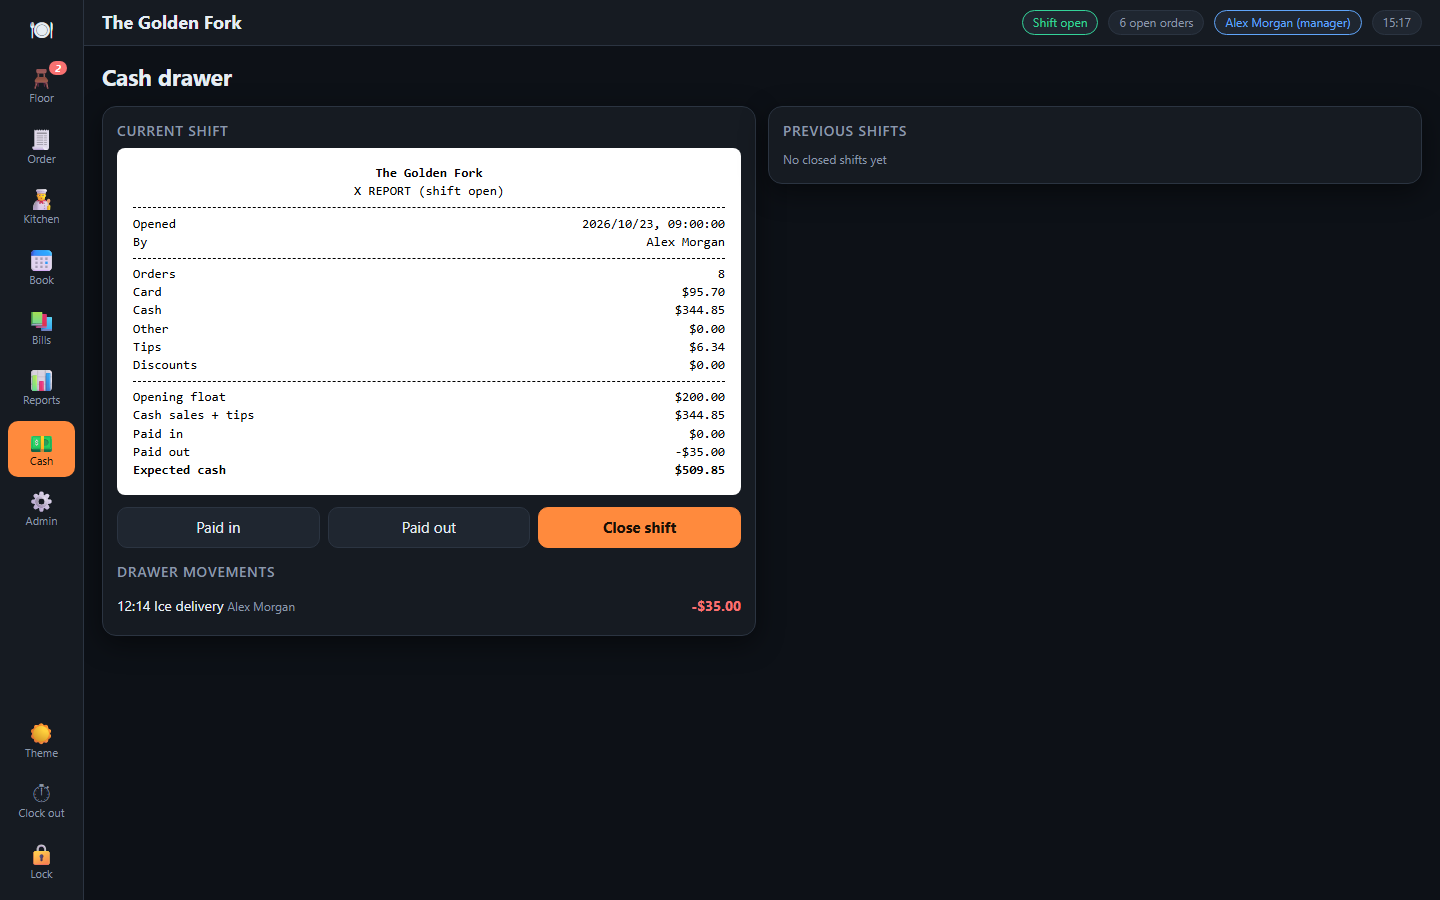 The Golden Fork
Shift open
6 open orders
Alex Morgan (manager)
15:17
2
Floor
Order
Kitchen
Book
Bills
Reports
Cash
Admin
Theme
Clock out
Lock
Cash drawer
CURRENT SHIFT
The Golden Fork
X REPORT (shift open)
Opened 2026/10/23, 09:00:00
By Alex Morgan
Orders 8
Card $95.70
Cash $344.85
Other $0.00
Tips $6.34
Discounts $0.00
Opening float $200.00
Cash sales + tips $344.85
Paid in $0.00
Paid out -$35.00
Expected cash $509.85
Paid in
Paid out
Close shift
DRAWER MOVEMENTS
12:14 Ice delivery Alex Morgan -$35.00
PREVIOUS SHIFTS
No closed shifts yet